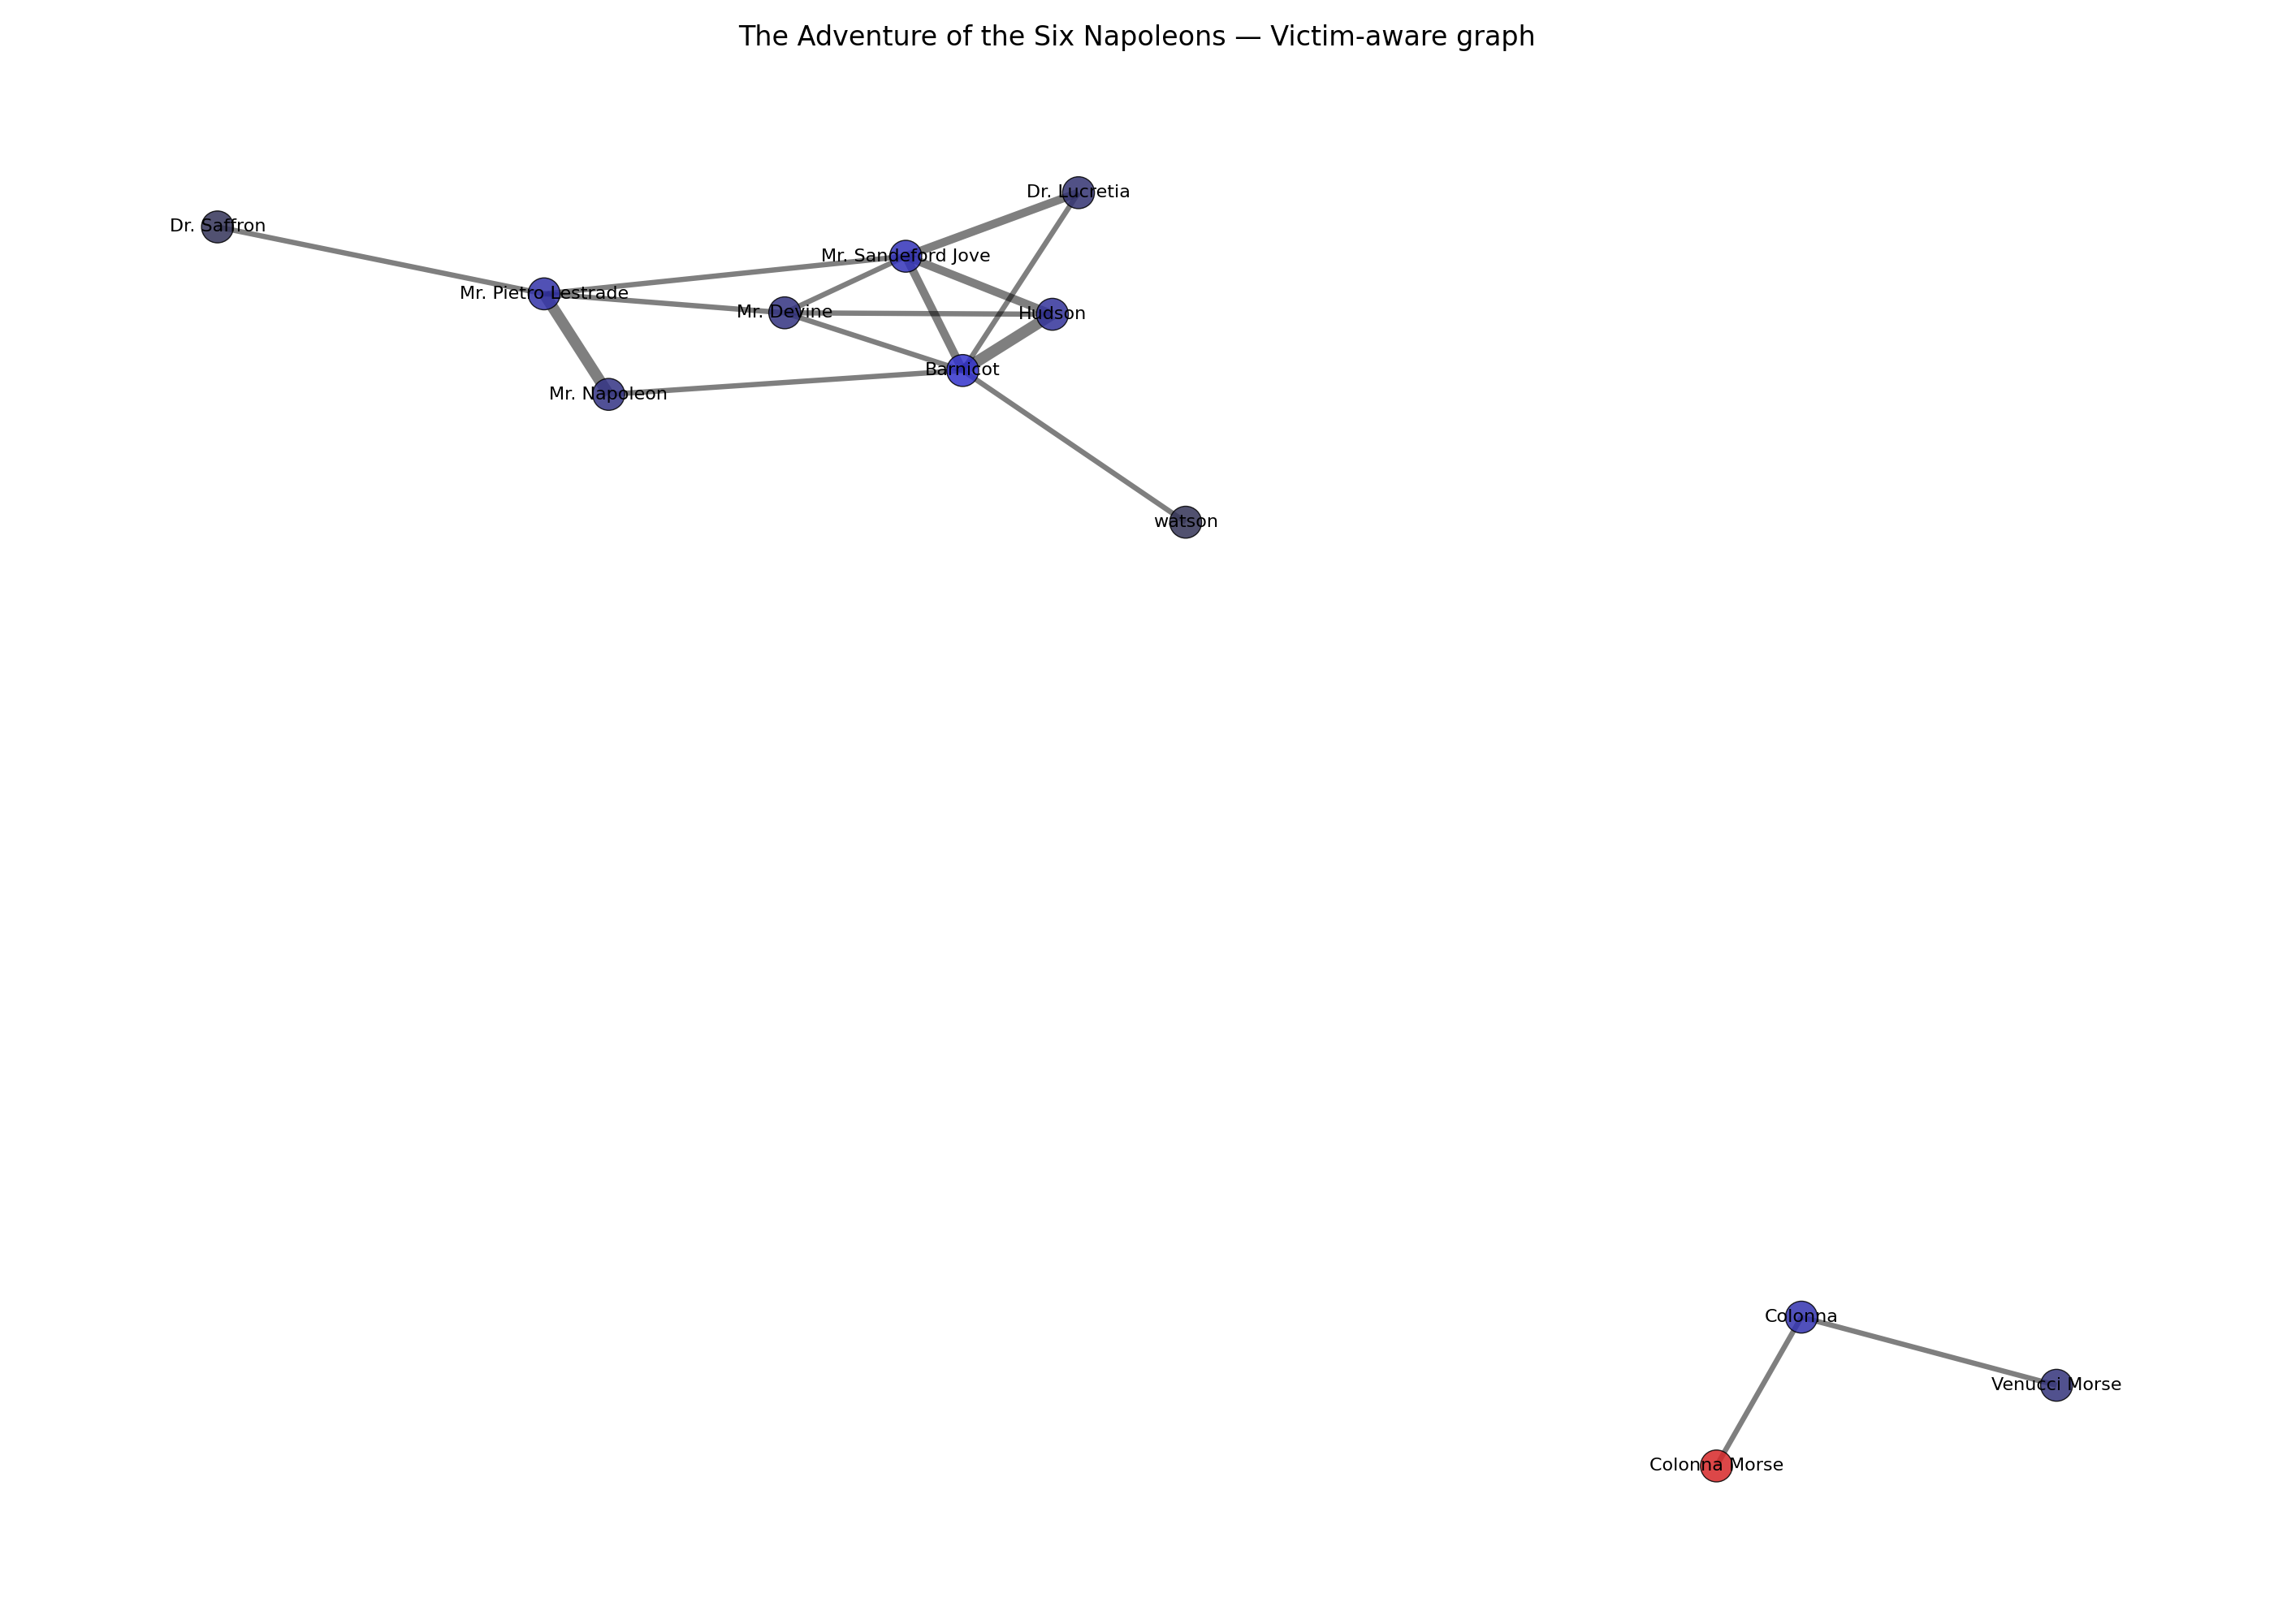 The Adventure of the Six Napoleons — Victim-aware graph
Dr. Lucretia
Dr. Saffron
Mr. Sandeford Jove
Mr. Pietro Lestrade
Mr. Devine
Hudson
Barnicot
Mr. Napoleon
watson
Colonna
Venucci Morse
Colonna Morse